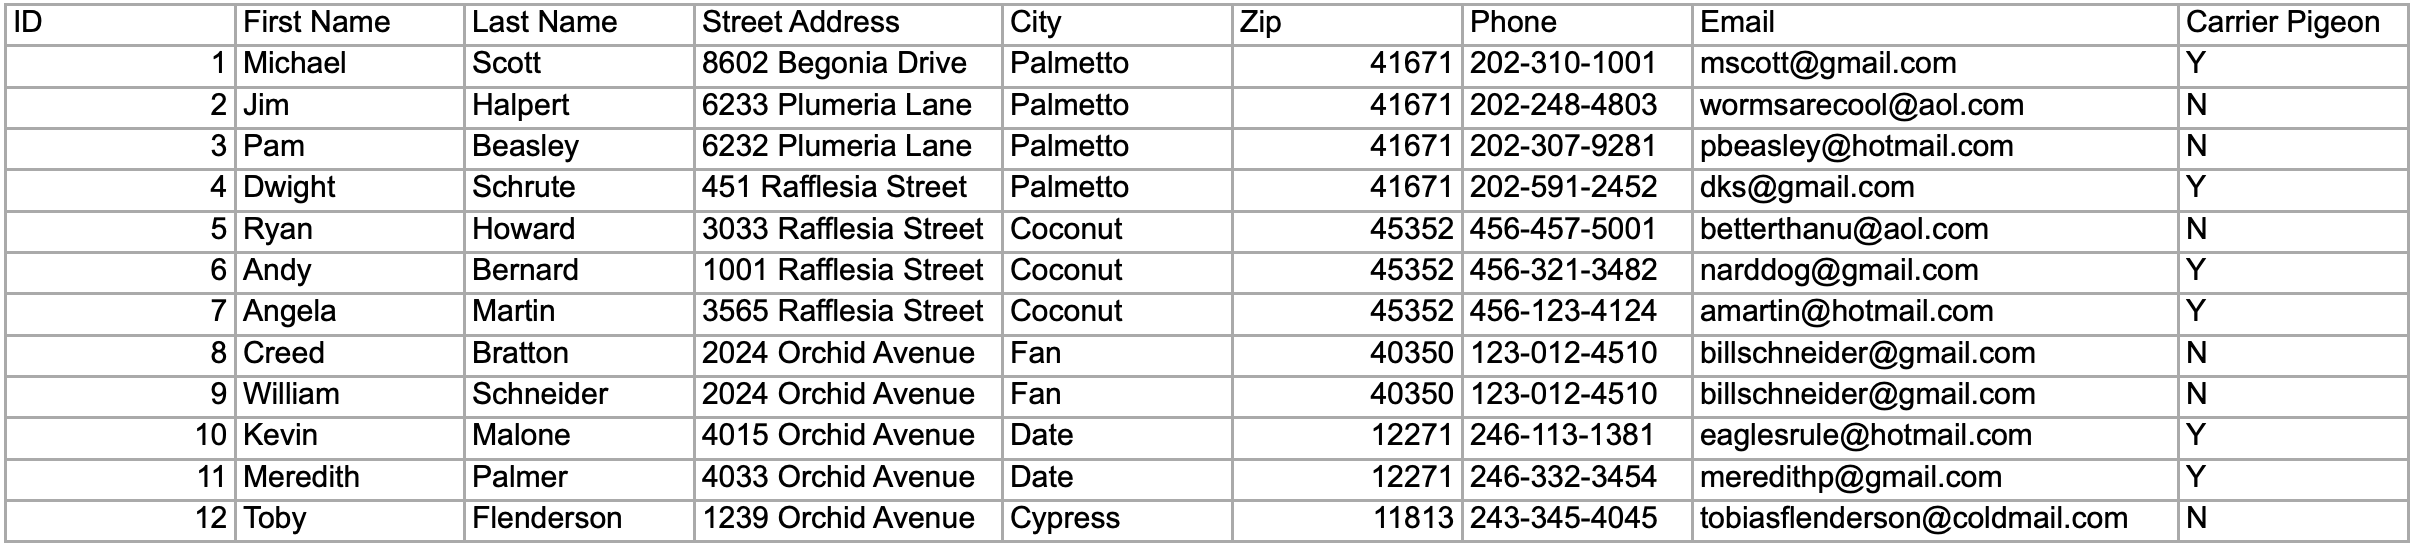 ID First Name Last Name Street Address City Zip Phone Email Carrier Pigeon
1 Michael Scott 8602 Begonia Drive Palmetto 41671 202-310-1001 mscott@gmail.com Y
2 Jim Halpert 6233 Plumeria Lane Palmetto 41671 202-248-4803 wormsarecool@aol.com N
3 Pam Beasley 6232 Plumeria Lane Palmetto 41671 202-307-9281 pbeasley@hotmail.com N
4 Dwight Schrute 451 Rafflesia Street Palmetto 41671 202-591-2452 dks@gmail.com Y
5 Ryan Howard 3033 Rafflesia Street Coconut 45352 456-457-5001 betterthanu@aol.com N
6 Andy Bernard 1001 Rafflesia Street Coconut 45352 456-321-3482 narddog@gmail.com Y
7 Angela Martin 3565 Rafflesia Street Coconut 45352 456-123-4124 amartin@hotmail.com Y
8 Creed Bratton 2024 Orchid Avenue Fan 40350 123-012-4510 billschneider@gmail.com N
9 William Schneider 2024 Orchid Avenue Fan 40350 123-012-4510 billschneider@gmail.com N
10 Kevin Malone 4015 Orchid Avenue Date 12271 246-113-1381 eaglesrule@hotmail.com Y
11 Meredith Palmer 4033 Orchid Avenue Date 12271 246-332-3454 meredithp@gmail.com Y
12 Toby Flenderson 1239 Orchid Avenue Cypress 11813 243-345-4045 tobiasflenderson@coldmail.com N